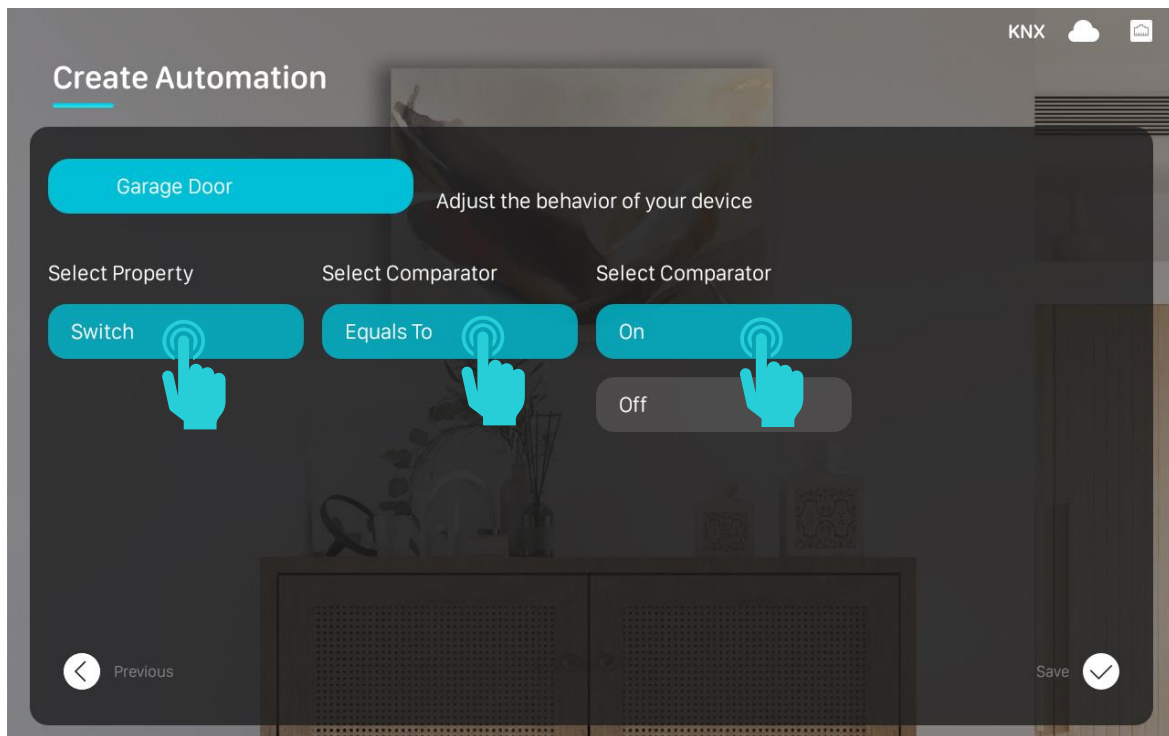 KNX
Create Automation
Garage Door
Adjust the behavior of your device
Select Property
Select Comparator
Select Comparator
Switch
Equals To
On
Off
Previous
Save